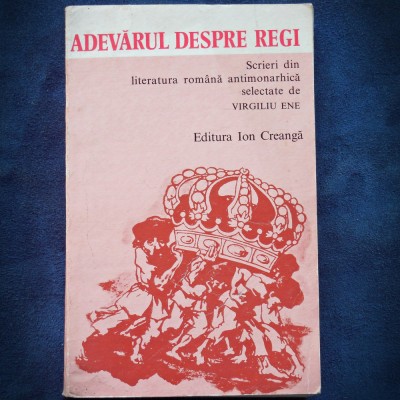 ADEVĂRUL DESPRE REGI
Scrieri din
literatura română antimonarhică
selectate de
VIRGILIU ENE
Editura Ion Creangă